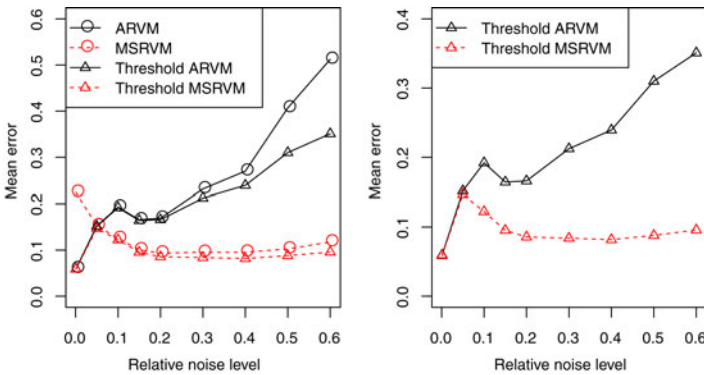 ARVM
MSRVM
Threshold ARVM
Threshold MSRVM
Mean error
0.0 0.1 0.2 0.3 0.4 0.5 0.6
0.0 0.1 0.2 0.3 0.4 0.5 0.6
Relative noise level
Threshold ARVM
Threshold MSRVM
Mean error
0.0 0.1 0.2 0.3 0.4
0.0 0.1 0.2 0.3 0.4 0.5 0.6
Relative noise level